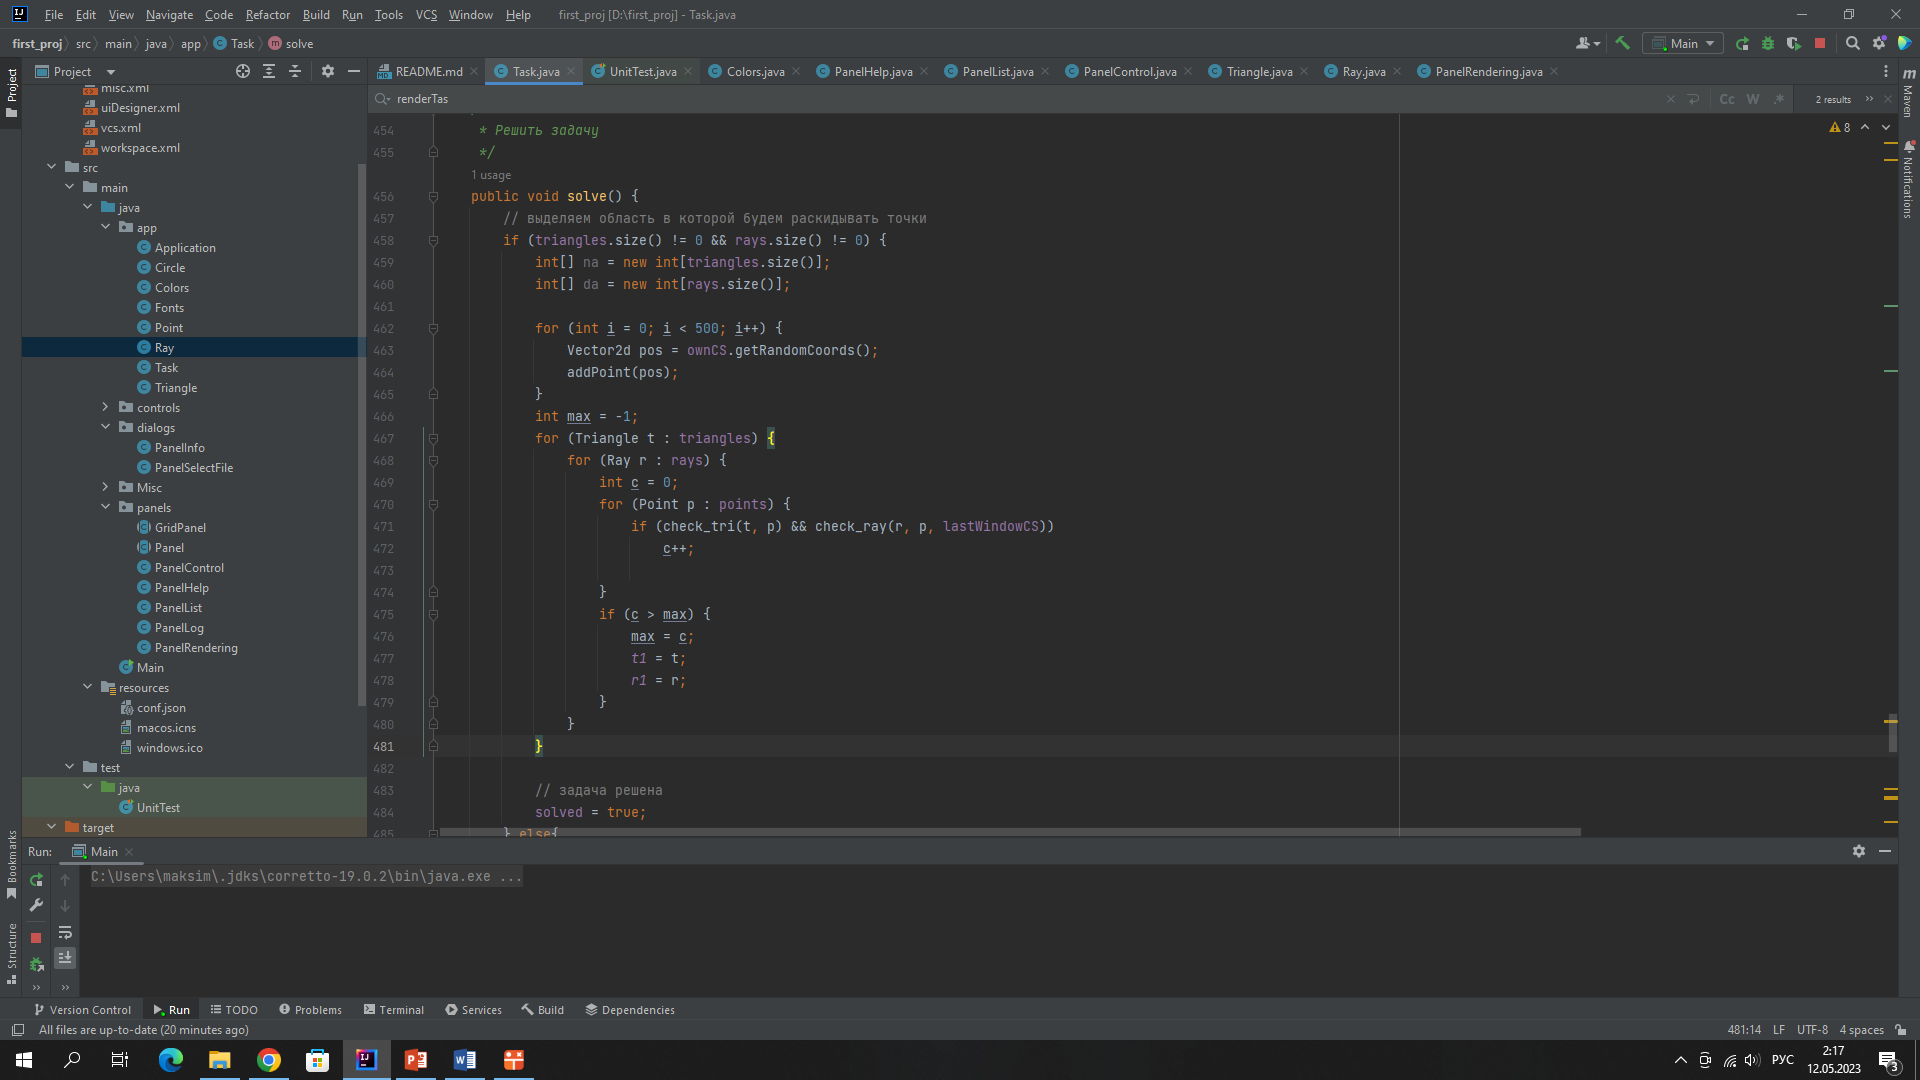 File Edit View Navigate Code Refactor Build Run Tools VCS Window Help first_proj [D:\first_proj] - Task.java
first_proj src main java app Task solve
Main
Project
README.md Task.java UnitTest.java Colors.java PanelHelp.java PanelList.java PanelControl.java Triangle.java Ray.java PanelRendering.java
renderTas
Cc W .* 2 results
Project
misc.xml
uiDesigner.xml
vcs.xml
workspace.xml
src
main
java
app
Application
Circle
Colors
Fonts
Point
Ray
Task
Triangle
controls
dialogs
PanelInfo
PanelSelectFile
Misc
panels
GridPanel
Panel
PanelControl
PanelHelp
PanelList
PanelLog
PanelRendering
Main
resources
conf.json
macos.icns
windows.ico
test
java
UnitTest
target
454 * Решить задачу
455 */
1 usage
456 public void solve() {
457 // выделяем область в которой будем раскидывать точки
458 if (triangles.size() != 0 && rays.size() != 0) {
459 int[] na = new int[triangles.size()];
460 int[] da = new int[rays.size()];
461
462 for (int i = 0; i < 500; i++) {
463 Vector2d pos = ownCS.getRandomCoords();
464 addPoint(pos);
465 }
466 int max = -1;
467 for (Triangle t : triangles) {
468 for (Ray r : rays) {
469 int c = 0;
470 for (Point p : points) {
471 if (check_tri(t, p) && check_ray(r, p, lastWindowCS))
472 c++;
473
474 }
475 if (c > max) {
476 max = c;
477 t1 = t;
478 r1 = r;
479 }
480 }
481 }
482
483 // задача решена
484 solved = true;
485 } else{
8
Maven
Notifications
Bookmarks
Structure
Run: Main
C:\Users\maksim\.jdks\corretto-19.0.2\bin\java.exe ...
Version Control Run TODO Problems Terminal Services Build Dependencies
All files are up-to-date (20 minutes ago) 481:14 LF UTF-8 4 spaces
РУС 2:17
12.05.2023
3